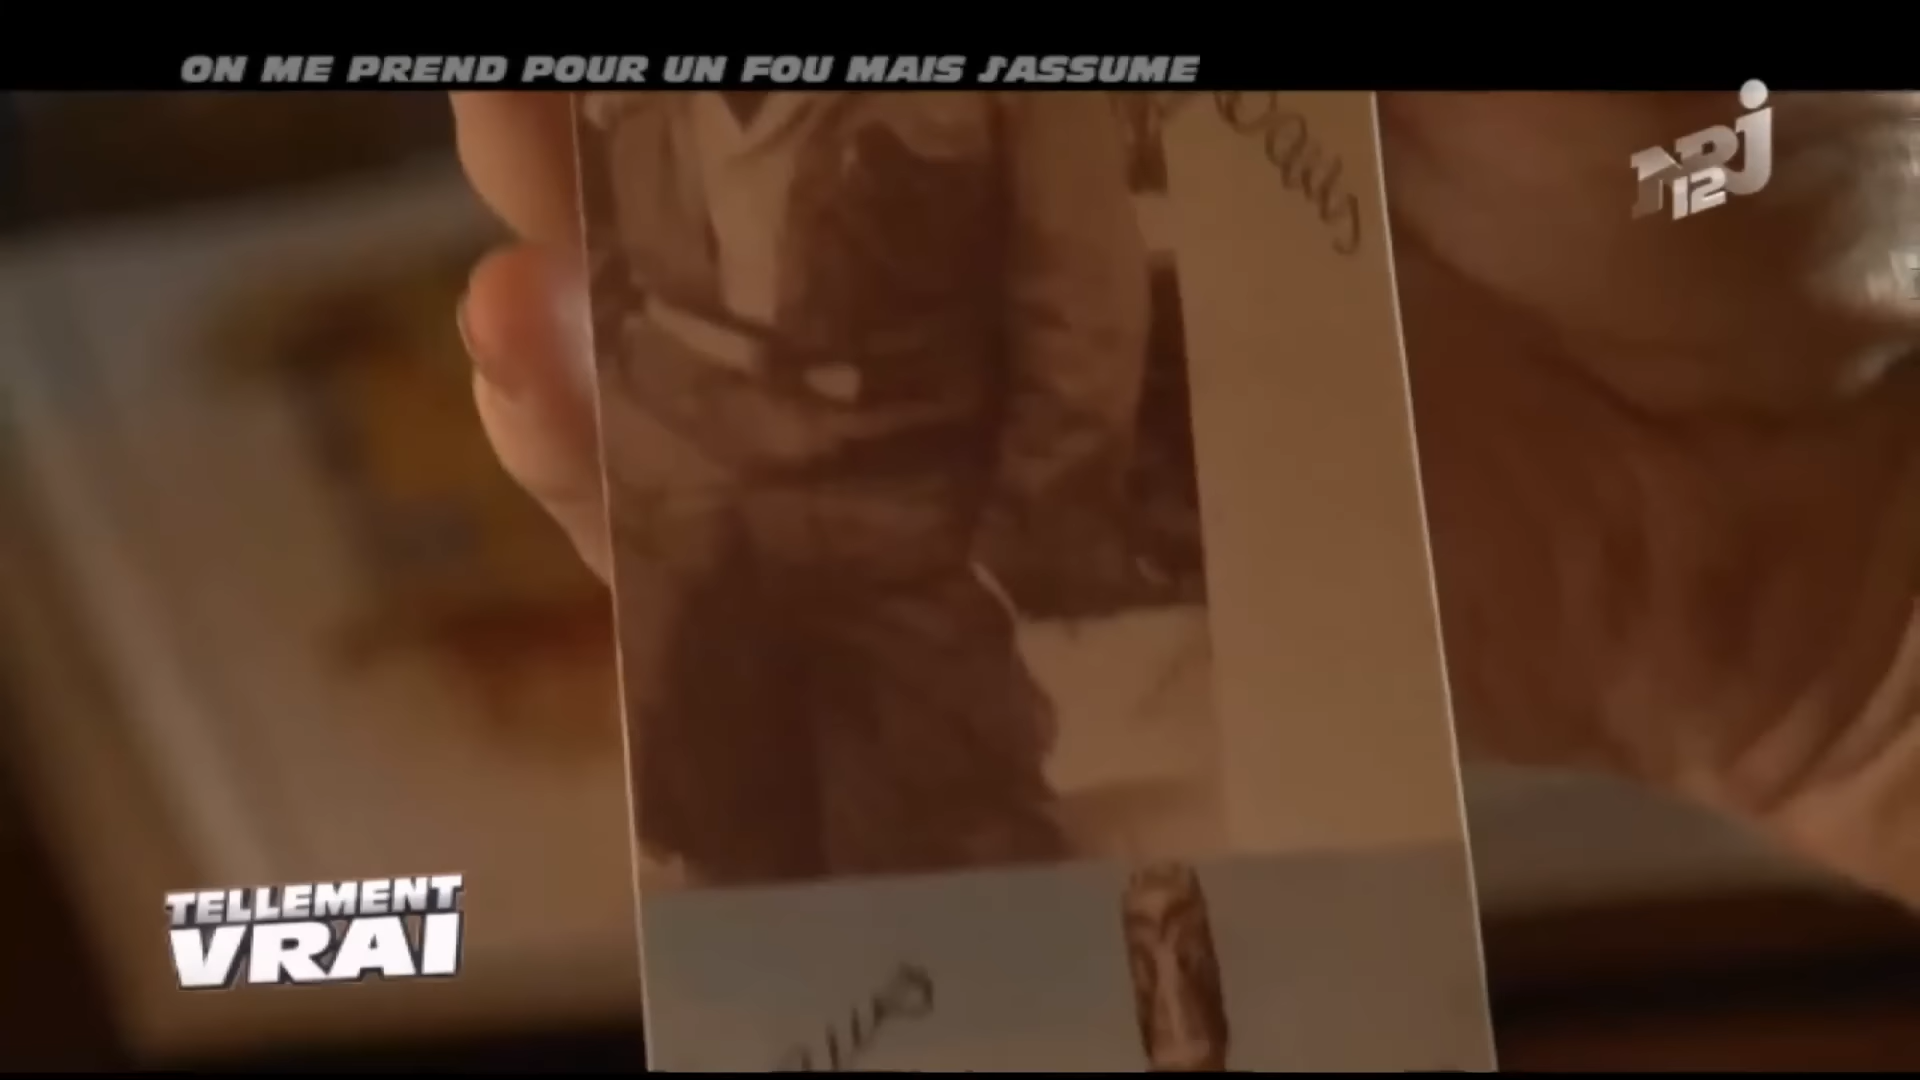 ON ME PREND POUR UN FOU MAIS J'ASSUME
NRJ
12
TELLEMENT
VRAI